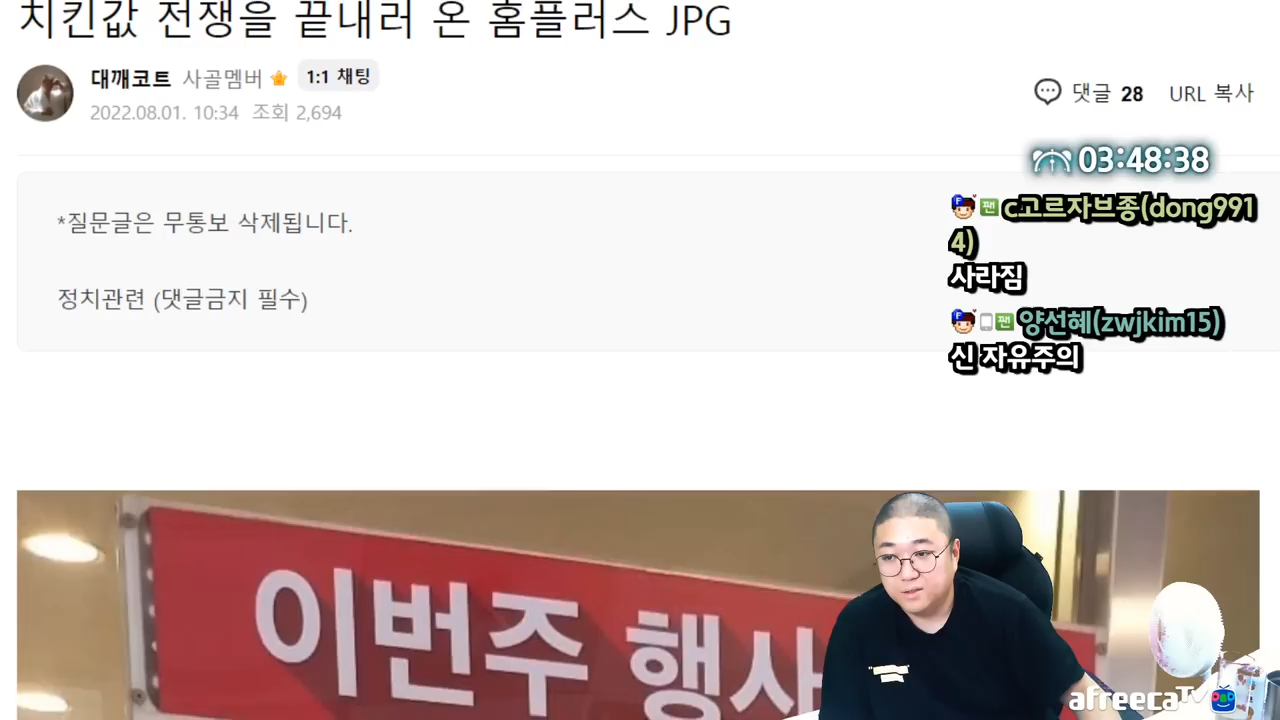 치킨값 전쟁을 끝내러 온 홈플러스 JPG
대깨코트 사골멤버 1:1 채팅
2022.08.01. 10:34 조회 2,694
댓글 28 URL 복사
03:48:38
*질문글은 무통보 삭제됩니다.
정치관련 (댓글금지 필수)
팬 c고르자브종(dong991
4)
사라짐
팬 양선혜(zwjkim15)
신 자유주의
이번주 행사
afreecaTV